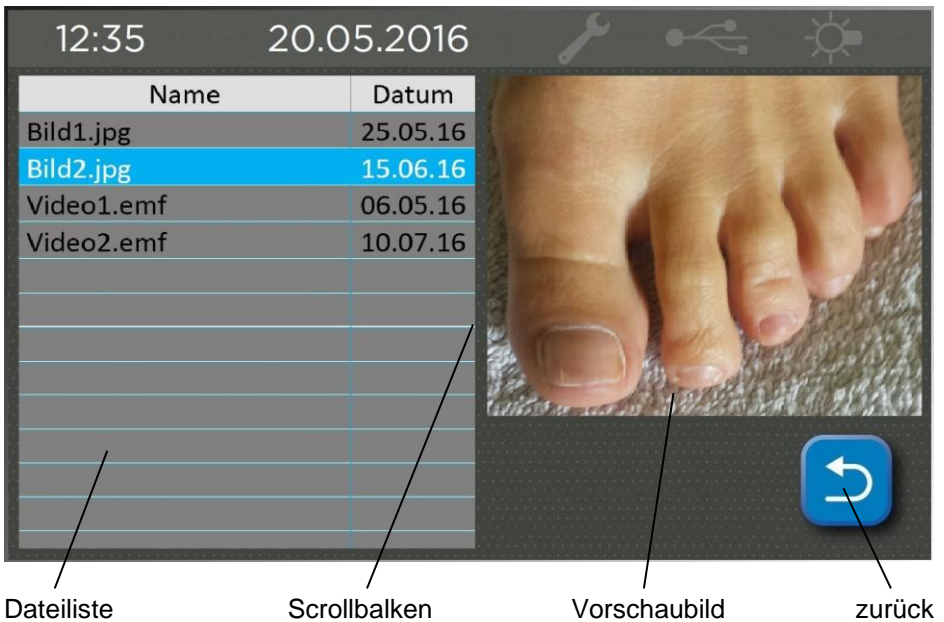 12:35 20.05.2016
Name Datum
Bild1.jpg 25.05.16
Bild2.jpg 15.06.16
Video1.emf 06.05.16
Video2.emf 10.07.16
Dateiliste Scrollbalken Vorschaubild zurück